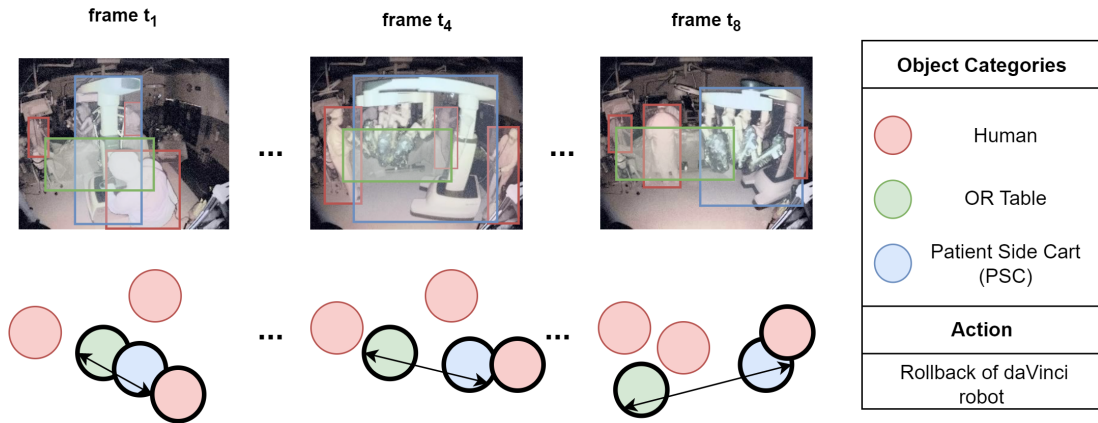 frame t1
frame t4
frame t8
...
...
...
...
Object Categories
Human
OR Table
Patient Side Cart
(PSC)
Action
Rollback of daVinci
robot